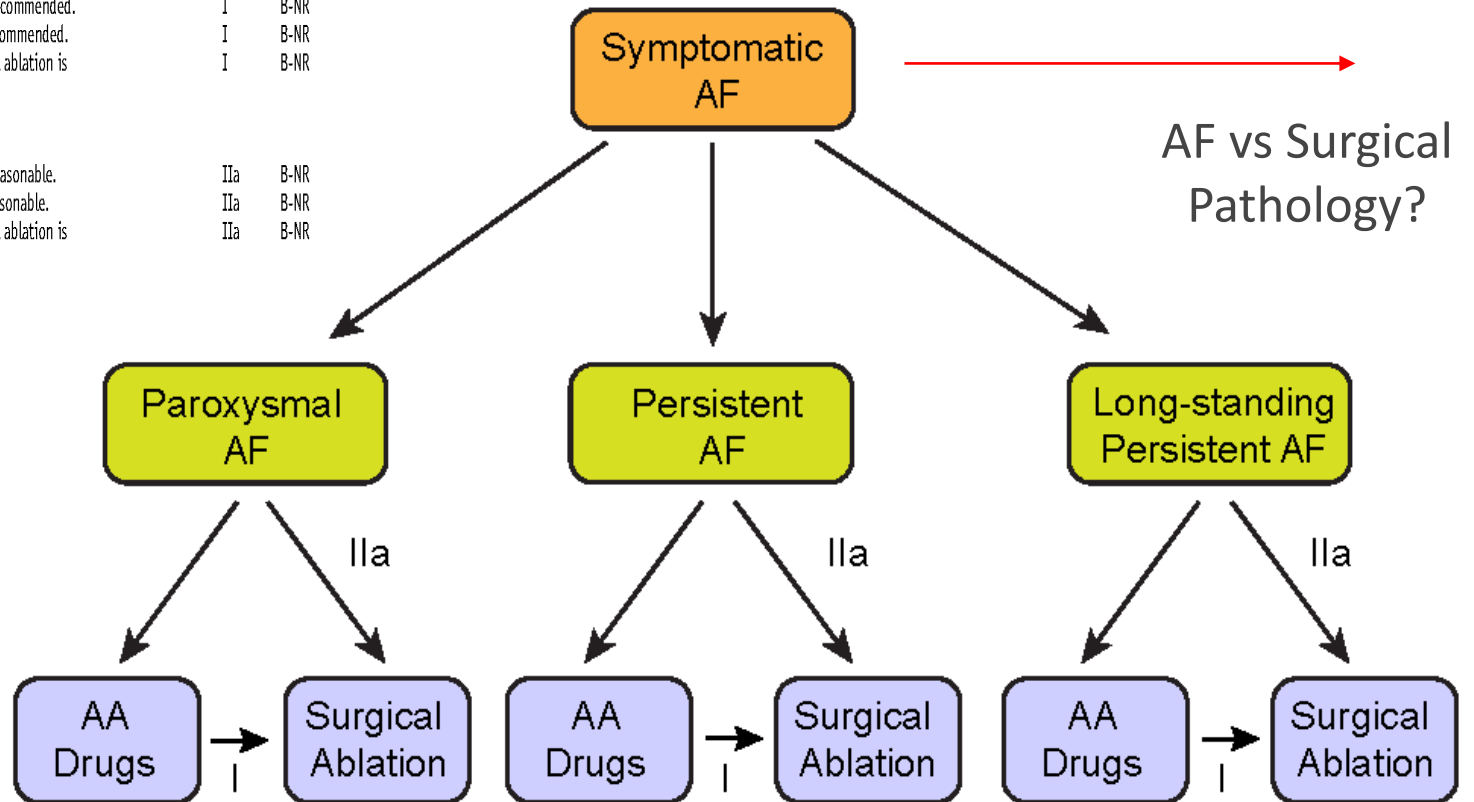 commended. I B-NR
ommended. I B-NR
ablation is I B-NR
asonable. IIa B-NR
sonable. IIa B-NR
ablation is IIa B-NR
Symptomatic
AF
AF vs Surgical
Pathology?
Paroxysmal
AF
Persistent
AF
Long-standing
Persistent AF
IIa
IIa
IIa
AA
Drugs
I
Surgical
Ablation
AA
Drugs
I
Surgical
Ablation
AA
Drugs
I
Surgical
Ablation